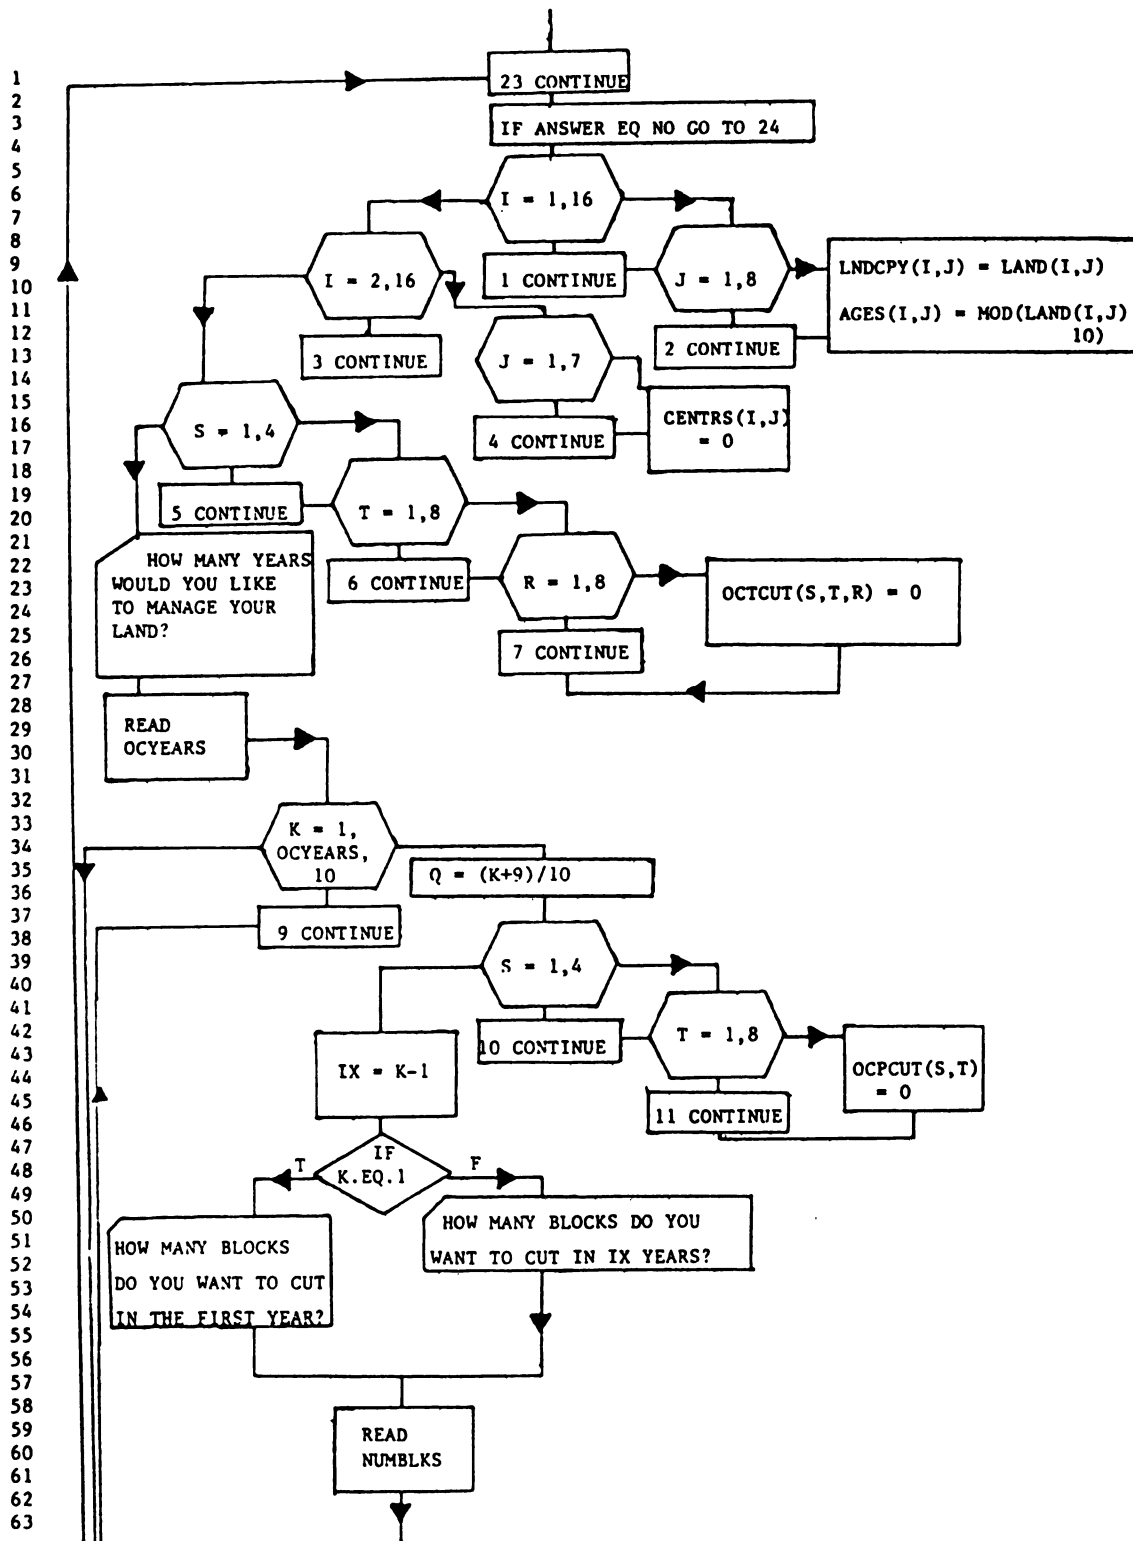 1
2
3
4
5
6
7
8
9
10
11
12
13
14
15
16
17
18
19
20
21
22
23
24
25
26
27
28
29
30
31
32
33
34
35
36
37
38
39
40
41
42
43
44
45
46
47
48
49
50
51
52
53
54
55
56
57
58
59
60
61
62
63
23 CONTINUE
IF ANSWER EQ NO GO TO 24
I = 1,16
I = 2,16
1 CONTINUE
J = 1,8
LNDCPY(I,J) = LAND(I,J)
AGES(I,J) = MOD(LAND(I,J)
10)
3 CONTINUE
J = 1,7
2 CONTINUE
S = 1,4
4 CONTINUE
CENTRS(I,J)
= 0
5 CONTINUE
T = 1,8
HOW MANY YEARS
WOULD YOU LIKE
TO MANAGE YOUR
LAND?
6 CONTINUE
R = 1,8
OCTCUT(S,T,R) = 0
7 CONTINUE
READ
OCYEARS
K = 1,
OCYEARS,
10
Q = (K+9)/10
9 CONTINUE
S = 1,4
10 CONTINUE
T = 1,8
OCPCUT(S,T)
= 0
IX = K-1
11 CONTINUE
IF
K.EQ.1
T
F
HOW MANY BLOCKS
DO YOU WANT TO CUT
IN THE FIRST YEAR?
HOW MANY BLOCKS DO YOU
WANT TO CUT IN IX YEARS?
READ
NUMBLKS